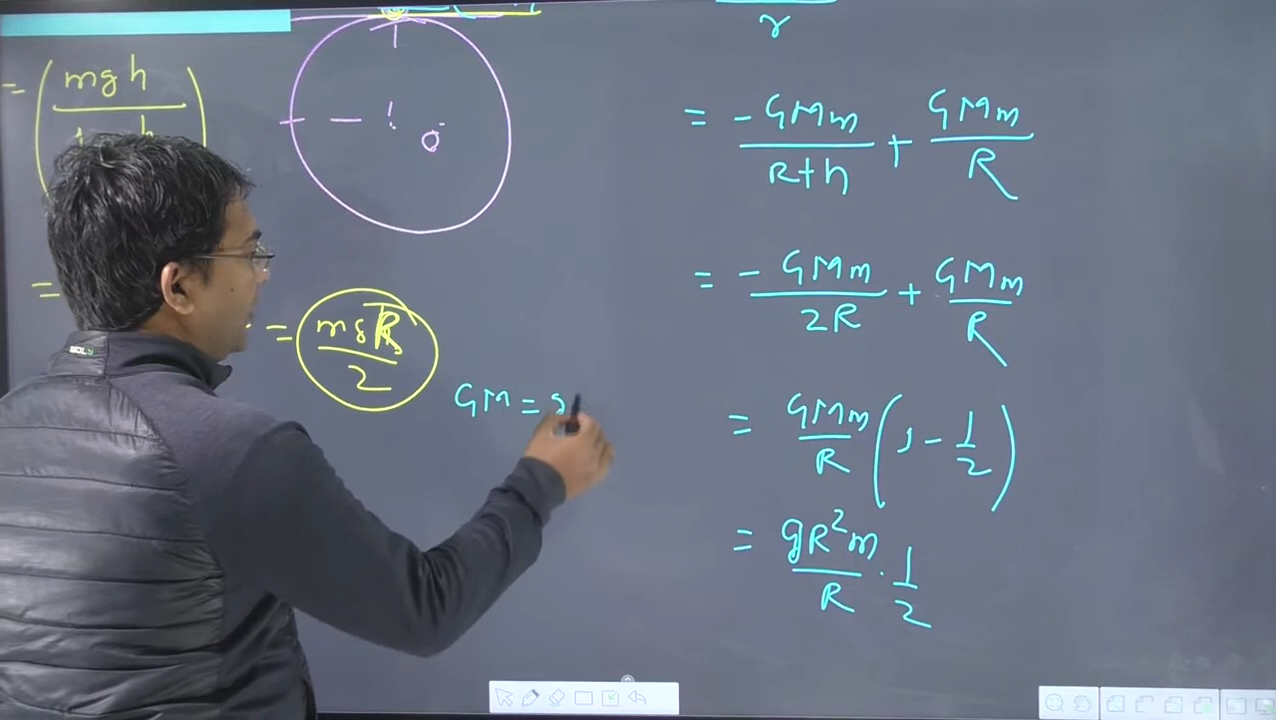 = ( mgh / )
=
= mgR / 2
GM = g
r
= - GMm / R+h + GMm / R
= - GMm / 2R + GMm / R
= GMm / R ( 1 - 1/2 )
= gR²m / R · 1/2